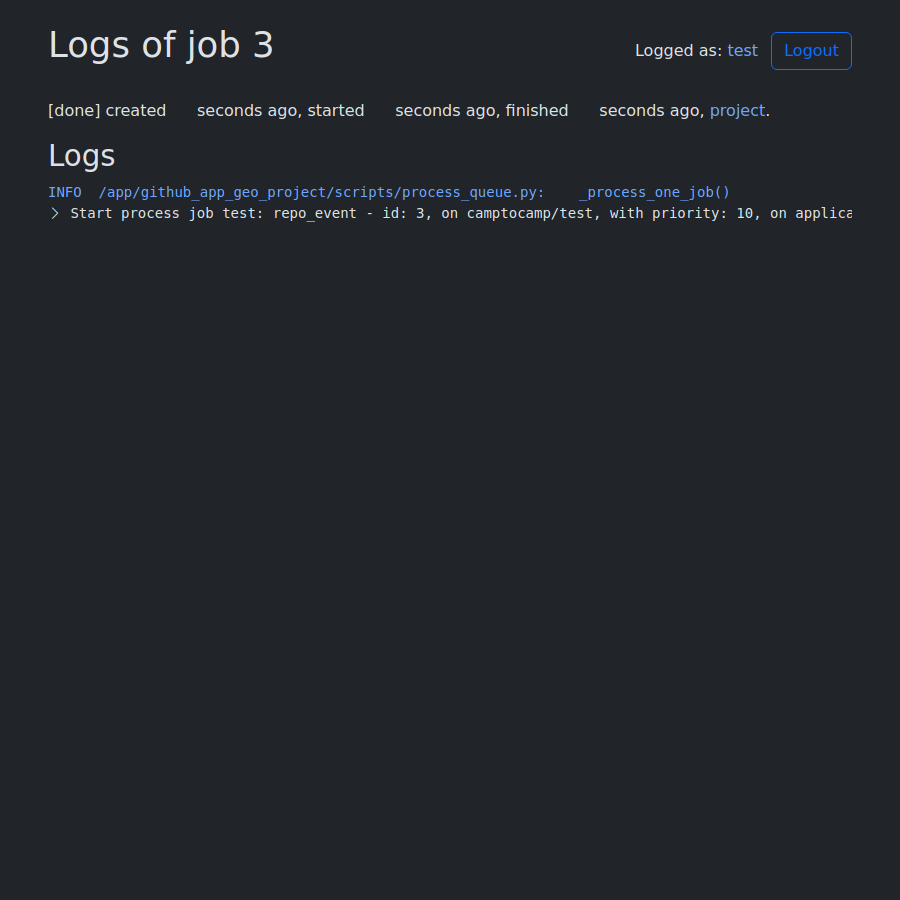 Logs of job 3
Logged as: test Logout
[done] created seconds ago, started seconds ago, finished seconds ago, project.
Logs
INFO /app/github_app_geo_project/scripts/process_queue.py: _process_one_job()
> Start process job test: repo_event - id: 3, on camptocamp/test, with priority: 10, on applica